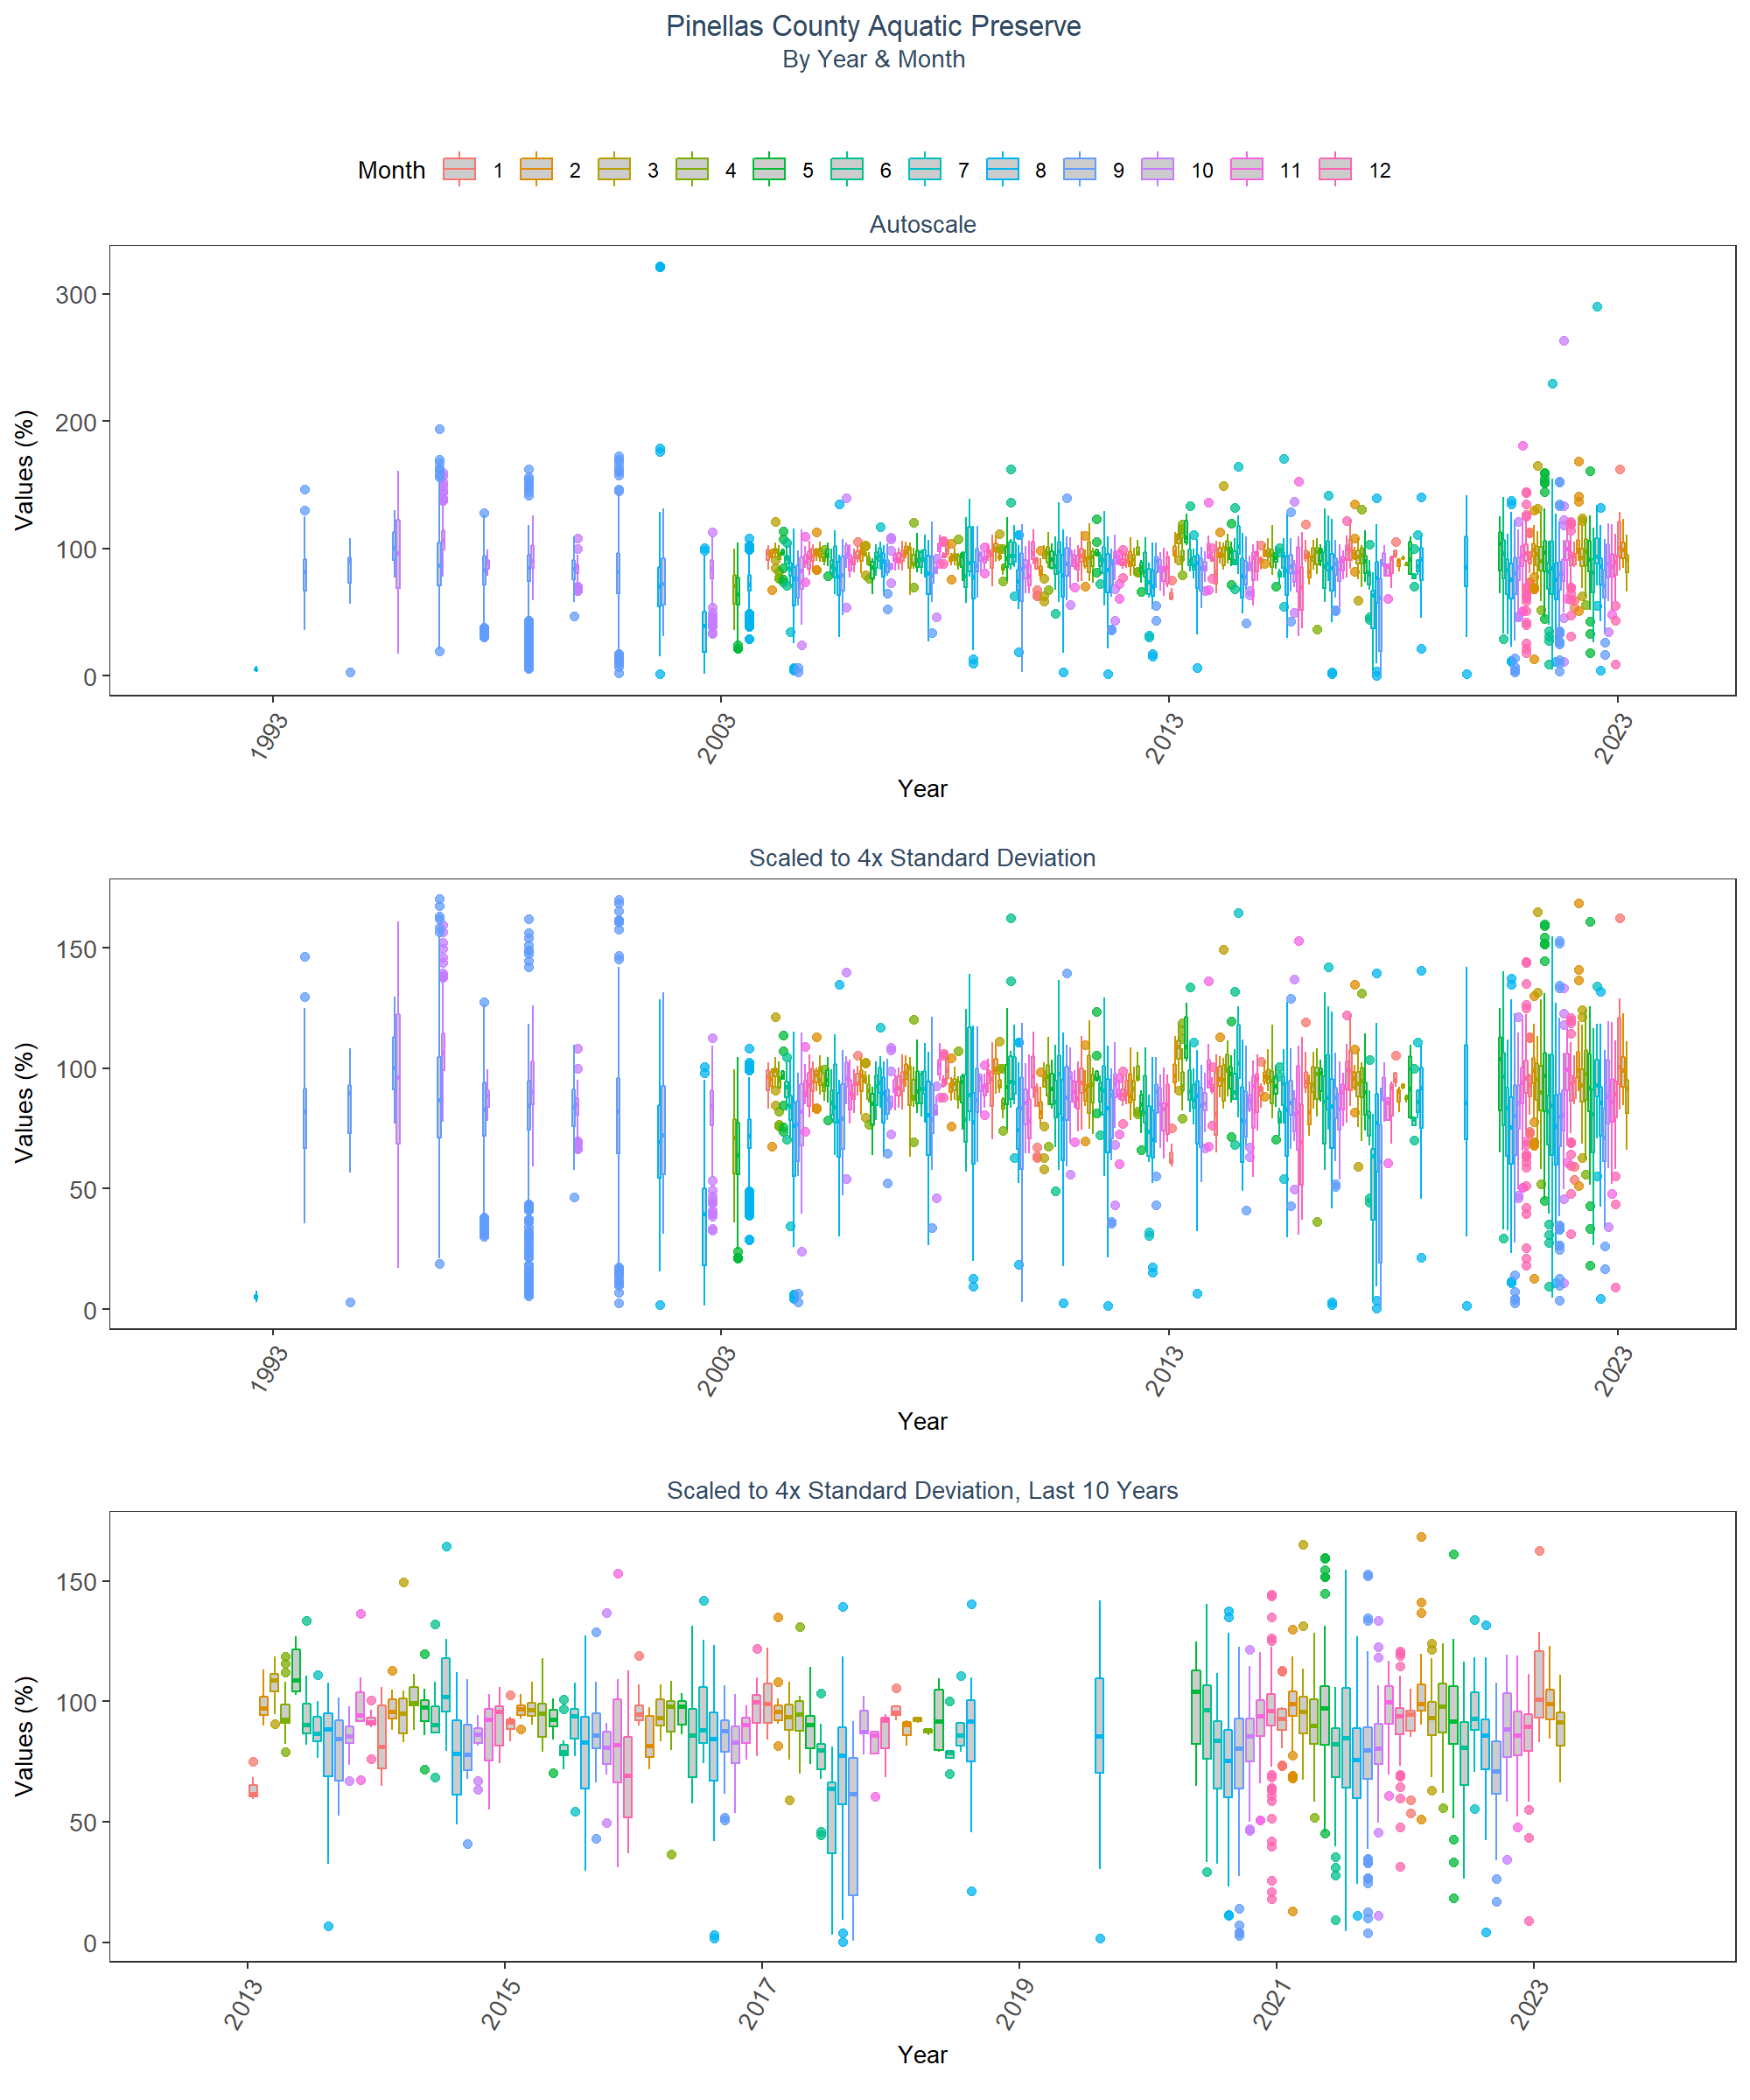 Pinellas County Aquatic Preserve
By Year & Month
Month 1 2 3 4 5 6 7 8 9 10 11 12
Autoscale
Values (%)
300
200
100
0
1993 2003 2013 2023
Year
Scaled to 4x Standard Deviation
Values (%)
150
100
50
0
1993 2003 2013 2023
Year
Scaled to 4x Standard Deviation, Last 10 Years
Values (%)
150
100
50
0
2013 2015 2017 2019 2021 2023
Year